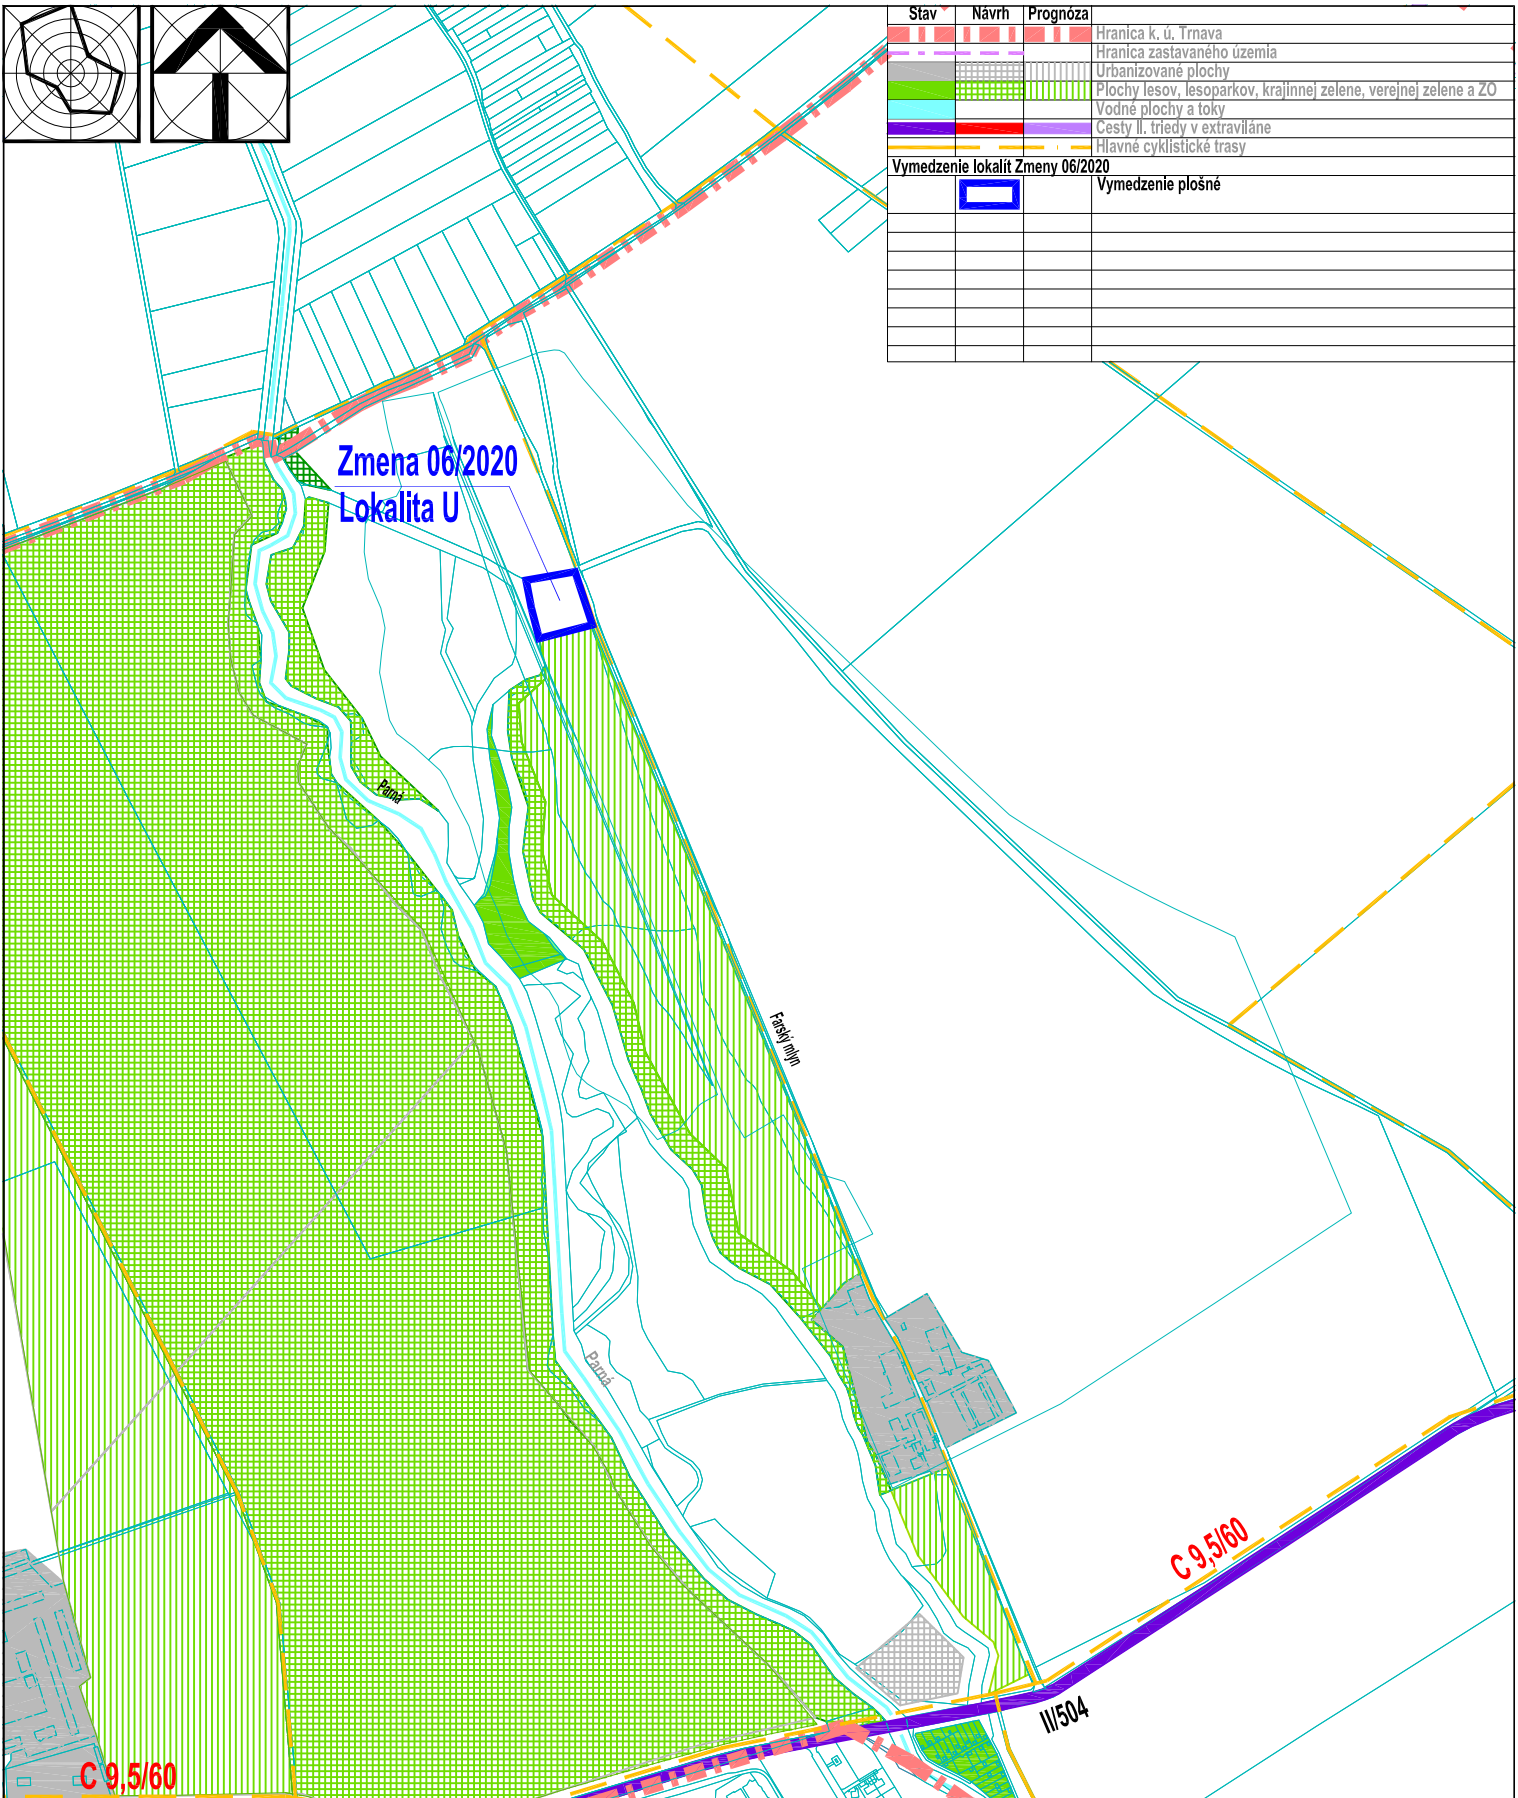 Stav Návrh Prognóza
Hranica k. ú. Trnava
Hranica zastavaného územia
Urbanizované plochy
Plochy lesov, lesoparkov, krajinnej zelene, verejnej zelene a ZO
Vodné plochy a toky
Cesty II. triedy v extraviláne
Hlavné cyklistické trasy
Vymedzenie lokalít Zmeny 06/2020
Vymedzenie plošné
Zmena 06/2020
Lokalita U
Parná
Farský mlyn
Parná
C 9,5/60
II/504
C 9,5/60